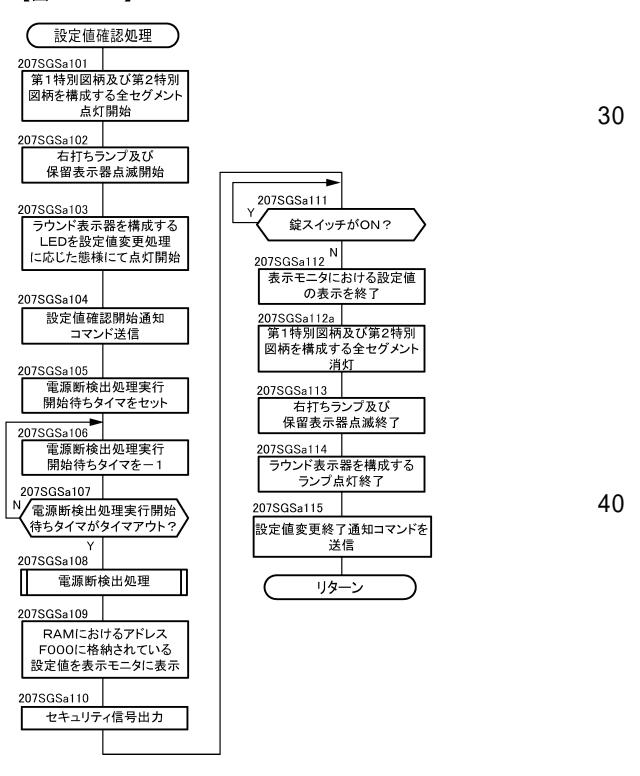 設定値確認処理
207SGSa101
第1特別図柄及び第2特別
図柄を構成する全セグメント
点灯開始
207SGSa102
右打ちランプ及び
保留表示器点滅開始
207SGSa103
ラウンド表示器を構成する
LEDを設定値変更処理
に応じた態様にて点灯開始
207SGSa104
設定値確認開始通知
コマンド送信
207SGSa105
電源断検出処理実行
開始待ちタイマをセット
207SGSa106
電源断検出処理実行
開始待ちタイマを-1
207SGSa107
N
電源断検出処理実行開始
待ちタイマがタイマアウト?
Y
207SGSa108
電源断検出処理
207SGSa109
RAMにおけるアドレス
F000に格納されている
設定値を表示モニタに表示
207SGSa110
セキュリティ信号出力
207SGSa111
Y
錠スイッチがON?
N
207SGSa112
表示モニタにおける設定値
の表示を終了
207SGSa112a
第1特別図柄及び第2特別
図柄を構成する全セグメント
消灯
207SGSa113
右打ちランプ及び
保留表示器点滅終了
207SGSa114
ラウンド表示器を構成する
ランプ点灯終了
207SGSa115
設定値変更終了通知コマンドを
送信
リターン
30
40